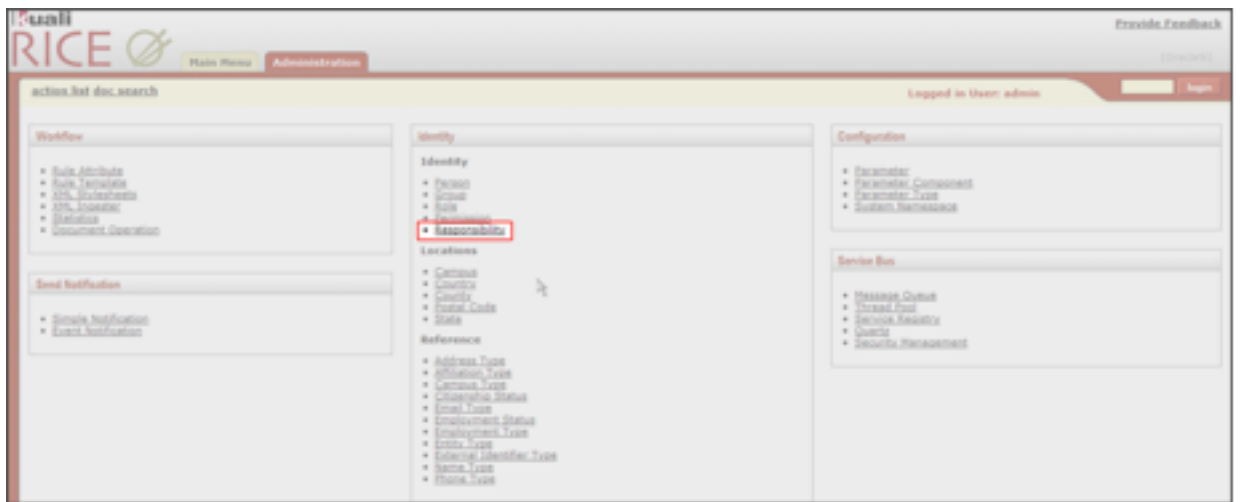 Kuali
RICE
Provide Feedback
Main Menu
Administration
action list doc search
Logged in User: admin
login
Workflow
Rule Attribute
Rule Template
XML Stylesheets
XML Ingester
Statistics
Document Operation
Send Notification
Simple Notification
Event Notification
Identity
Identity
Person
Group
Role
Permission
Responsibility
Locations
Campus
Country
County
Postal Code
State
Reference
Address Type
Affiliation Type
Campus Type
Citizenship Status
Email Type
Employment Status
Employment Type
Entity Type
External Identifier Type
Name Type
Phone Type
Configuration
Parameter
Parameter Component
Parameter Type
System Namespace
Service Bus
Message Queue
Thread Pool
Service Registry
Quartz
Security Management